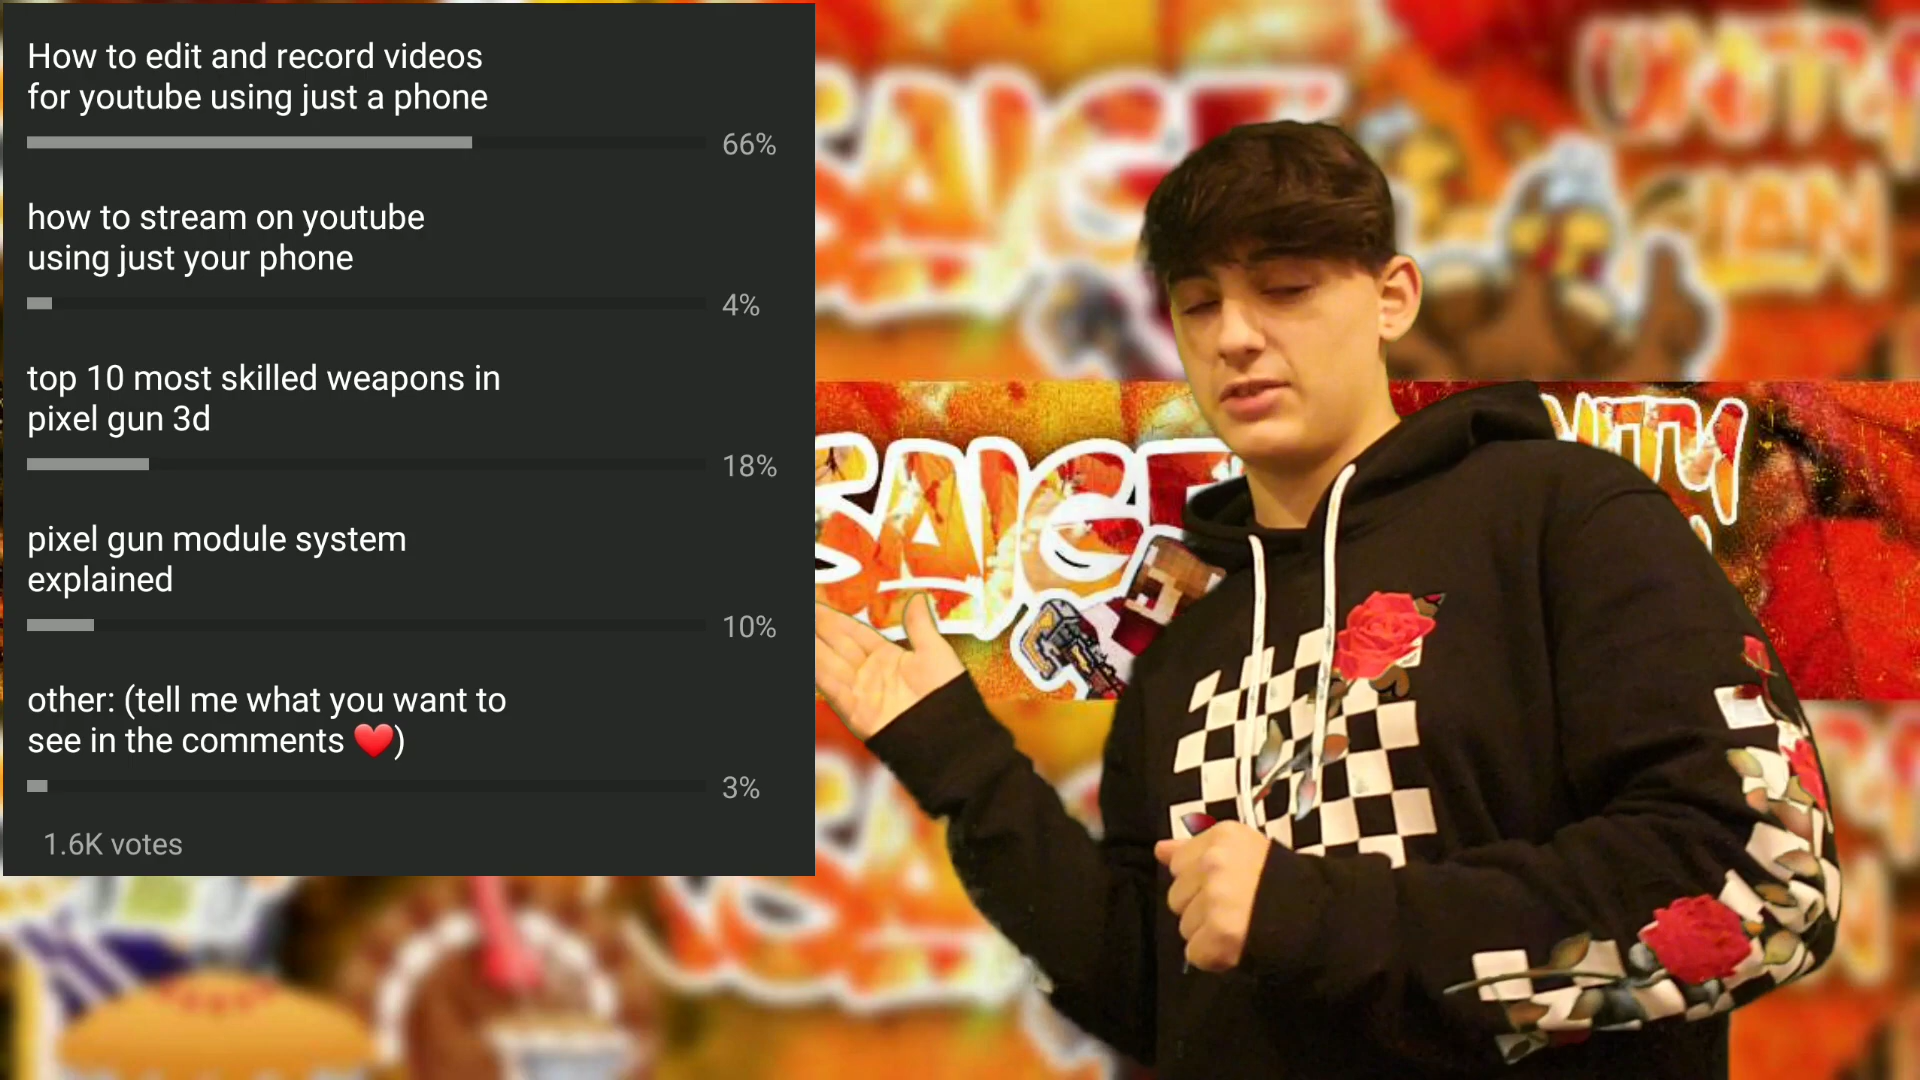 How to edit and record videos
for youtube using just a phone
66%
how to stream on youtube
using just your phone
4%
top 10 most skilled weapons in
pixel gun 3d
18%
pixel gun module system
explained
10%
other: (tell me what you want to
see in the comments ❤️)
3%
1.6K votes